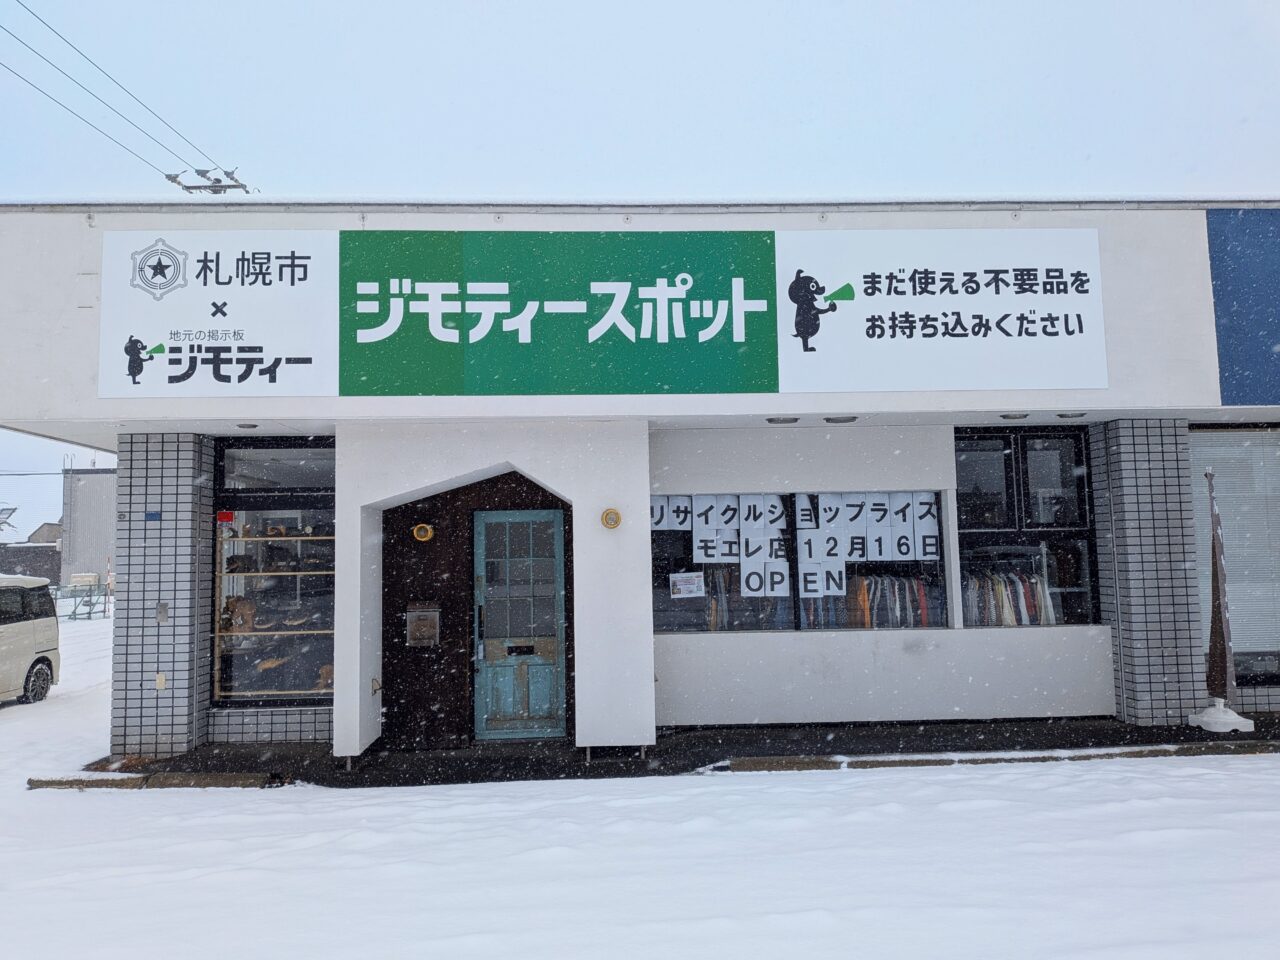 札幌市
×
地元の掲示板
ジモティー
ジモティースポット
まだ使える不要品を
お持ち込みください
リサイクルショップライズ
モエレ店12月16日
OPEN